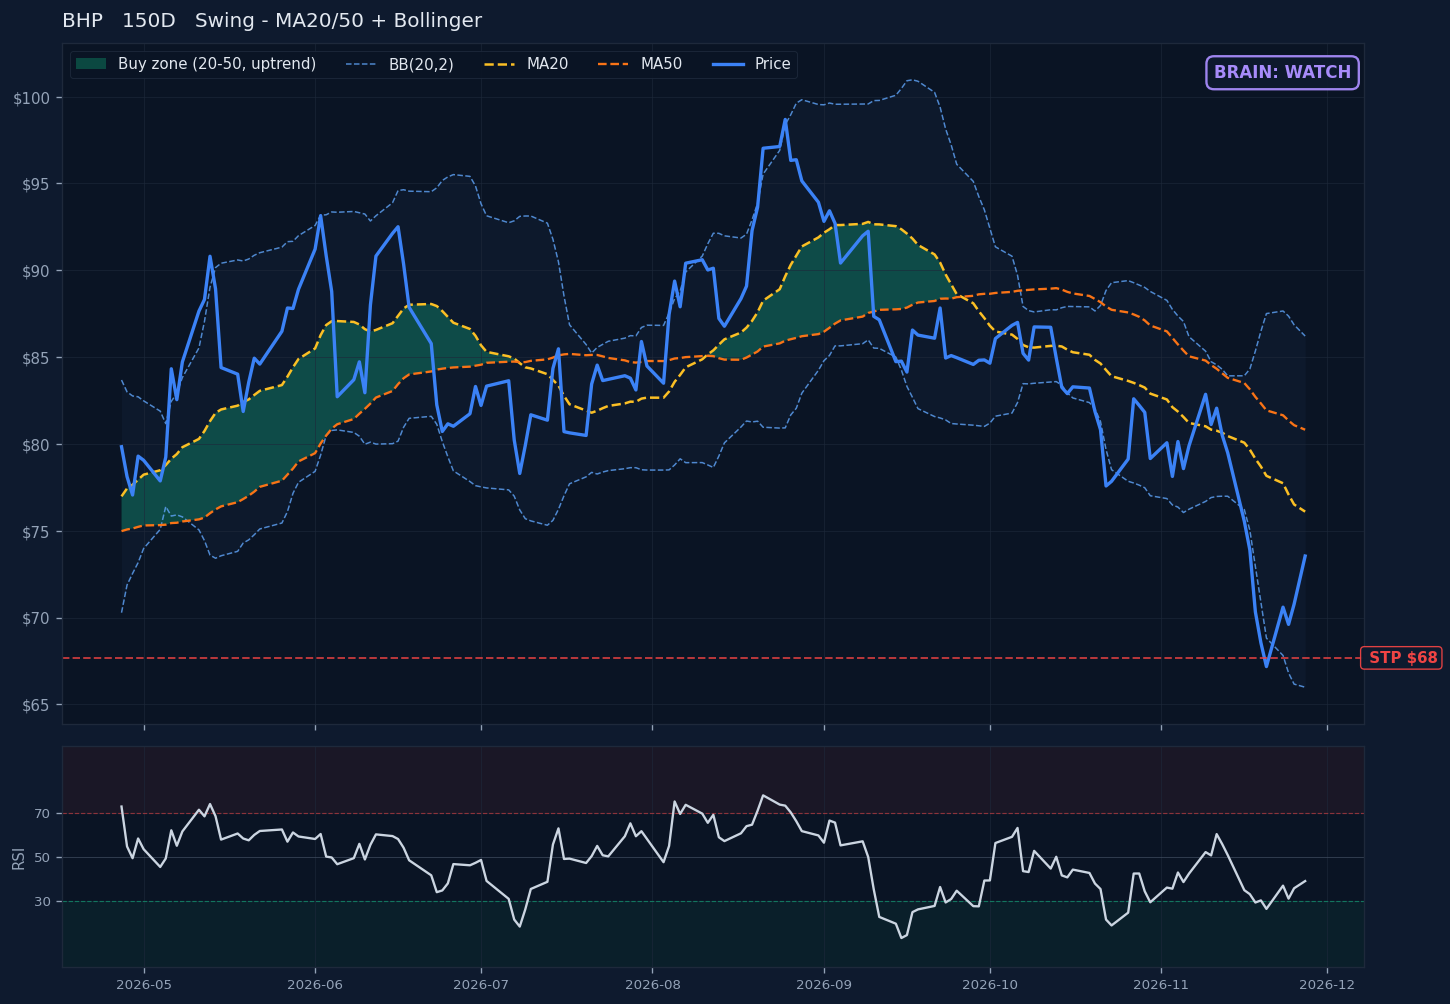 BHP   150D   Swing - MA20/50 + Bollinger
Buy zone (20-50, uptrend)   BB(20,2)   MA20   MA50   Price
BRAIN: WATCH
$100
$95
$90
$85
$80
$75
$70
$65
STP $68
70
50
30
RSI
2026-05   2026-06   2026-07   2026-08   2026-09   2026-10   2026-11   2026-12